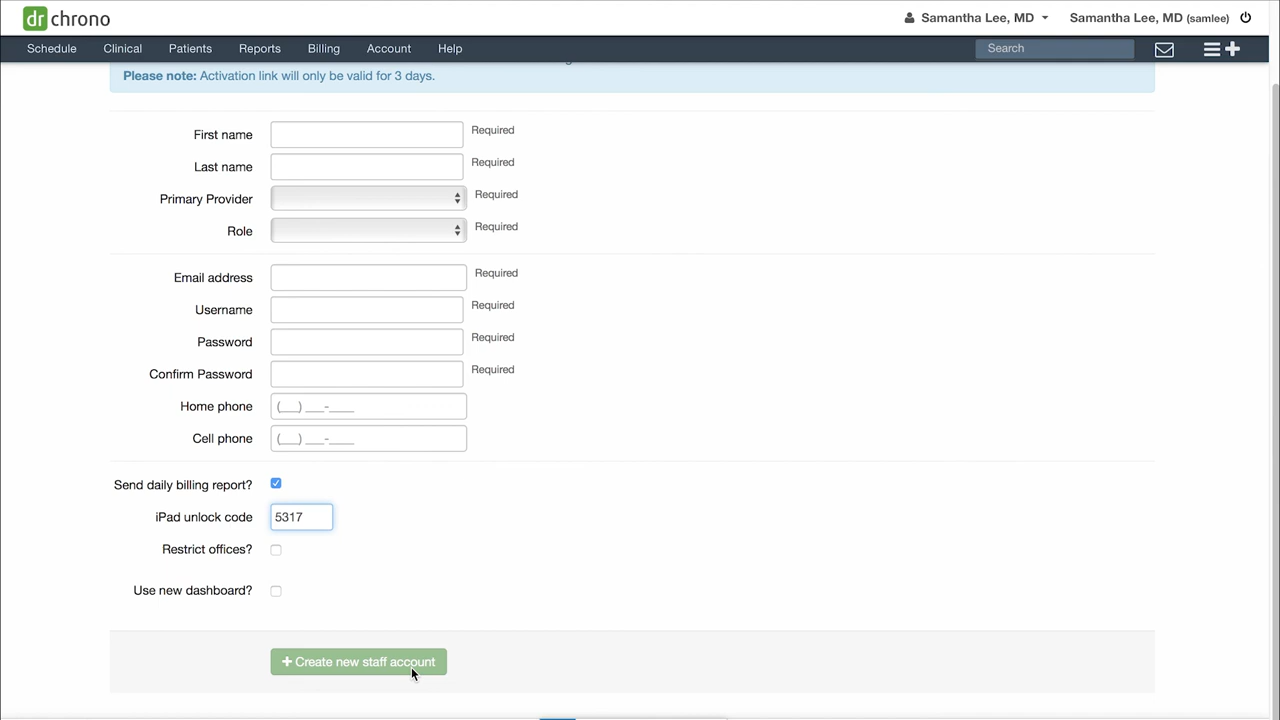 drchrono
Samantha Lee, MD
Samantha Lee, MD (samlee)
Schedule Clinical Patients Reports Billing Account Help Search
Please note: Activation link will only be valid for 3 days.
First name Required
Last name Required
Primary Provider Required
Role Required
Email address Required
Username Required
Password Required
Confirm Password Required
Home phone (__) ___-____
Cell phone (__) ___-____
Send daily billing report?
iPad unlock code 5317
Restrict offices?
Use new dashboard?
+ Create new staff account